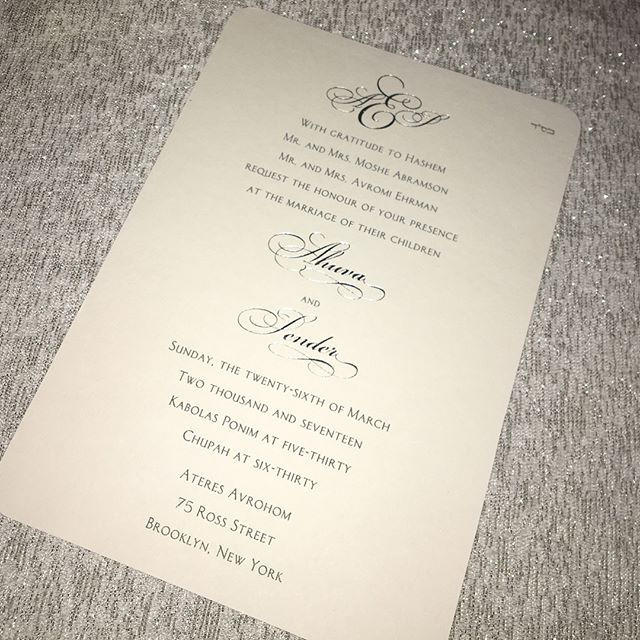 AES
בס"ד
With gratitude to Hashem
Mr. and Mrs. Moshe Abramson
Mr. and Mrs. Avromi Ehrman
request the honour of your presence
at the marriage of their children
Ahuva
and
Sender
Sunday, the twenty-sixth of March
Two thousand and seventeen
Kabolas Ponim at five-thirty
Chupah at six-thirty
Ateres Avrohom
75 Ross Street
Brooklyn, New York